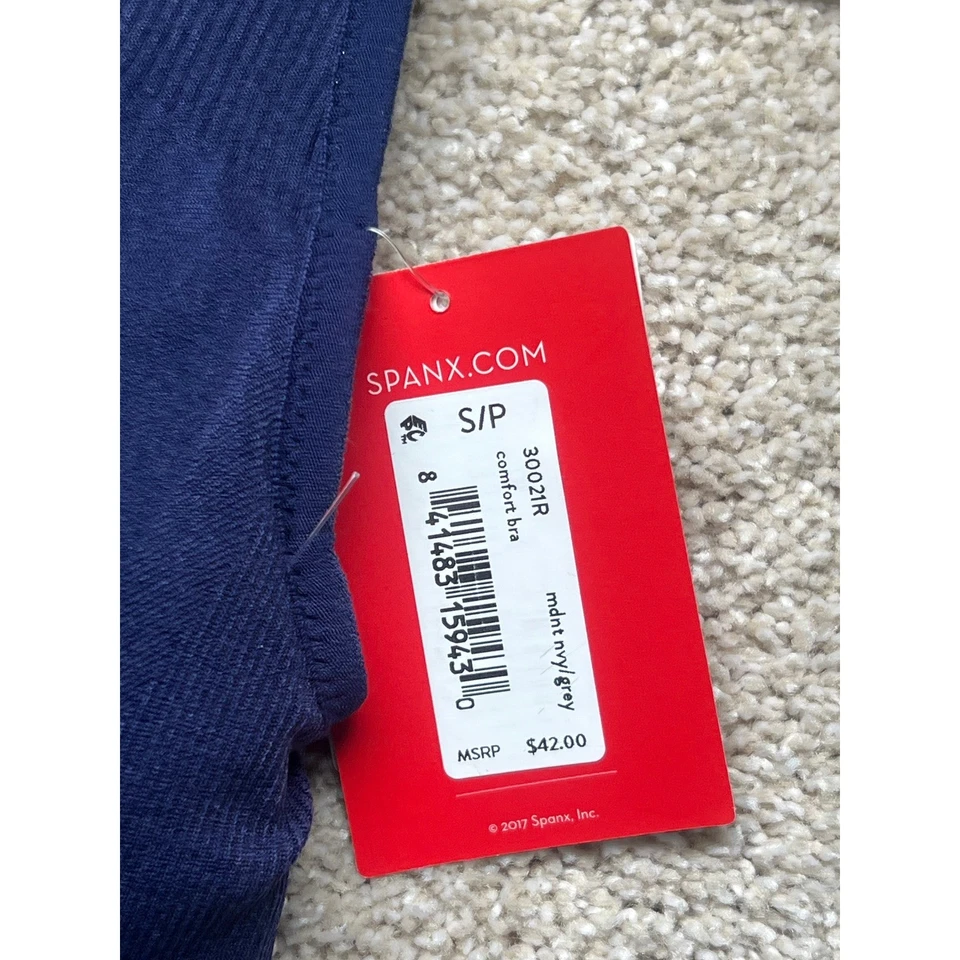 SPANX.COM
S/P
30021R
comfort bra
mdnt nvy/grey
8 41483 15943 0
MSRP $42.00
© 2017 Spanx, Inc.